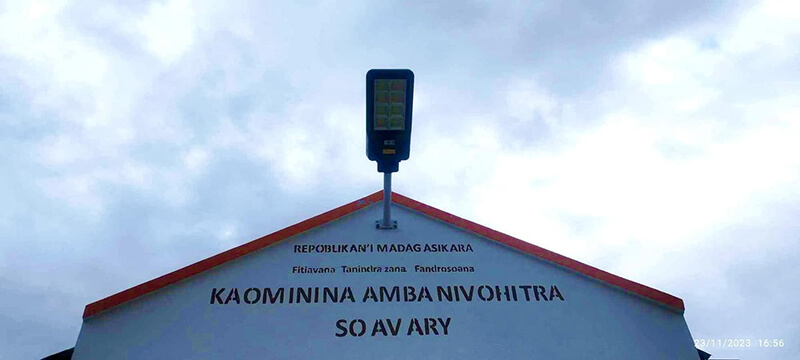 REPOBLIKAN'I MADAGASIKARA
Fitiavana Tanindrazana Fandrosoana
KAOMININA AMBANIVOHITRA
SOAVARY
23/11/2023 16:56